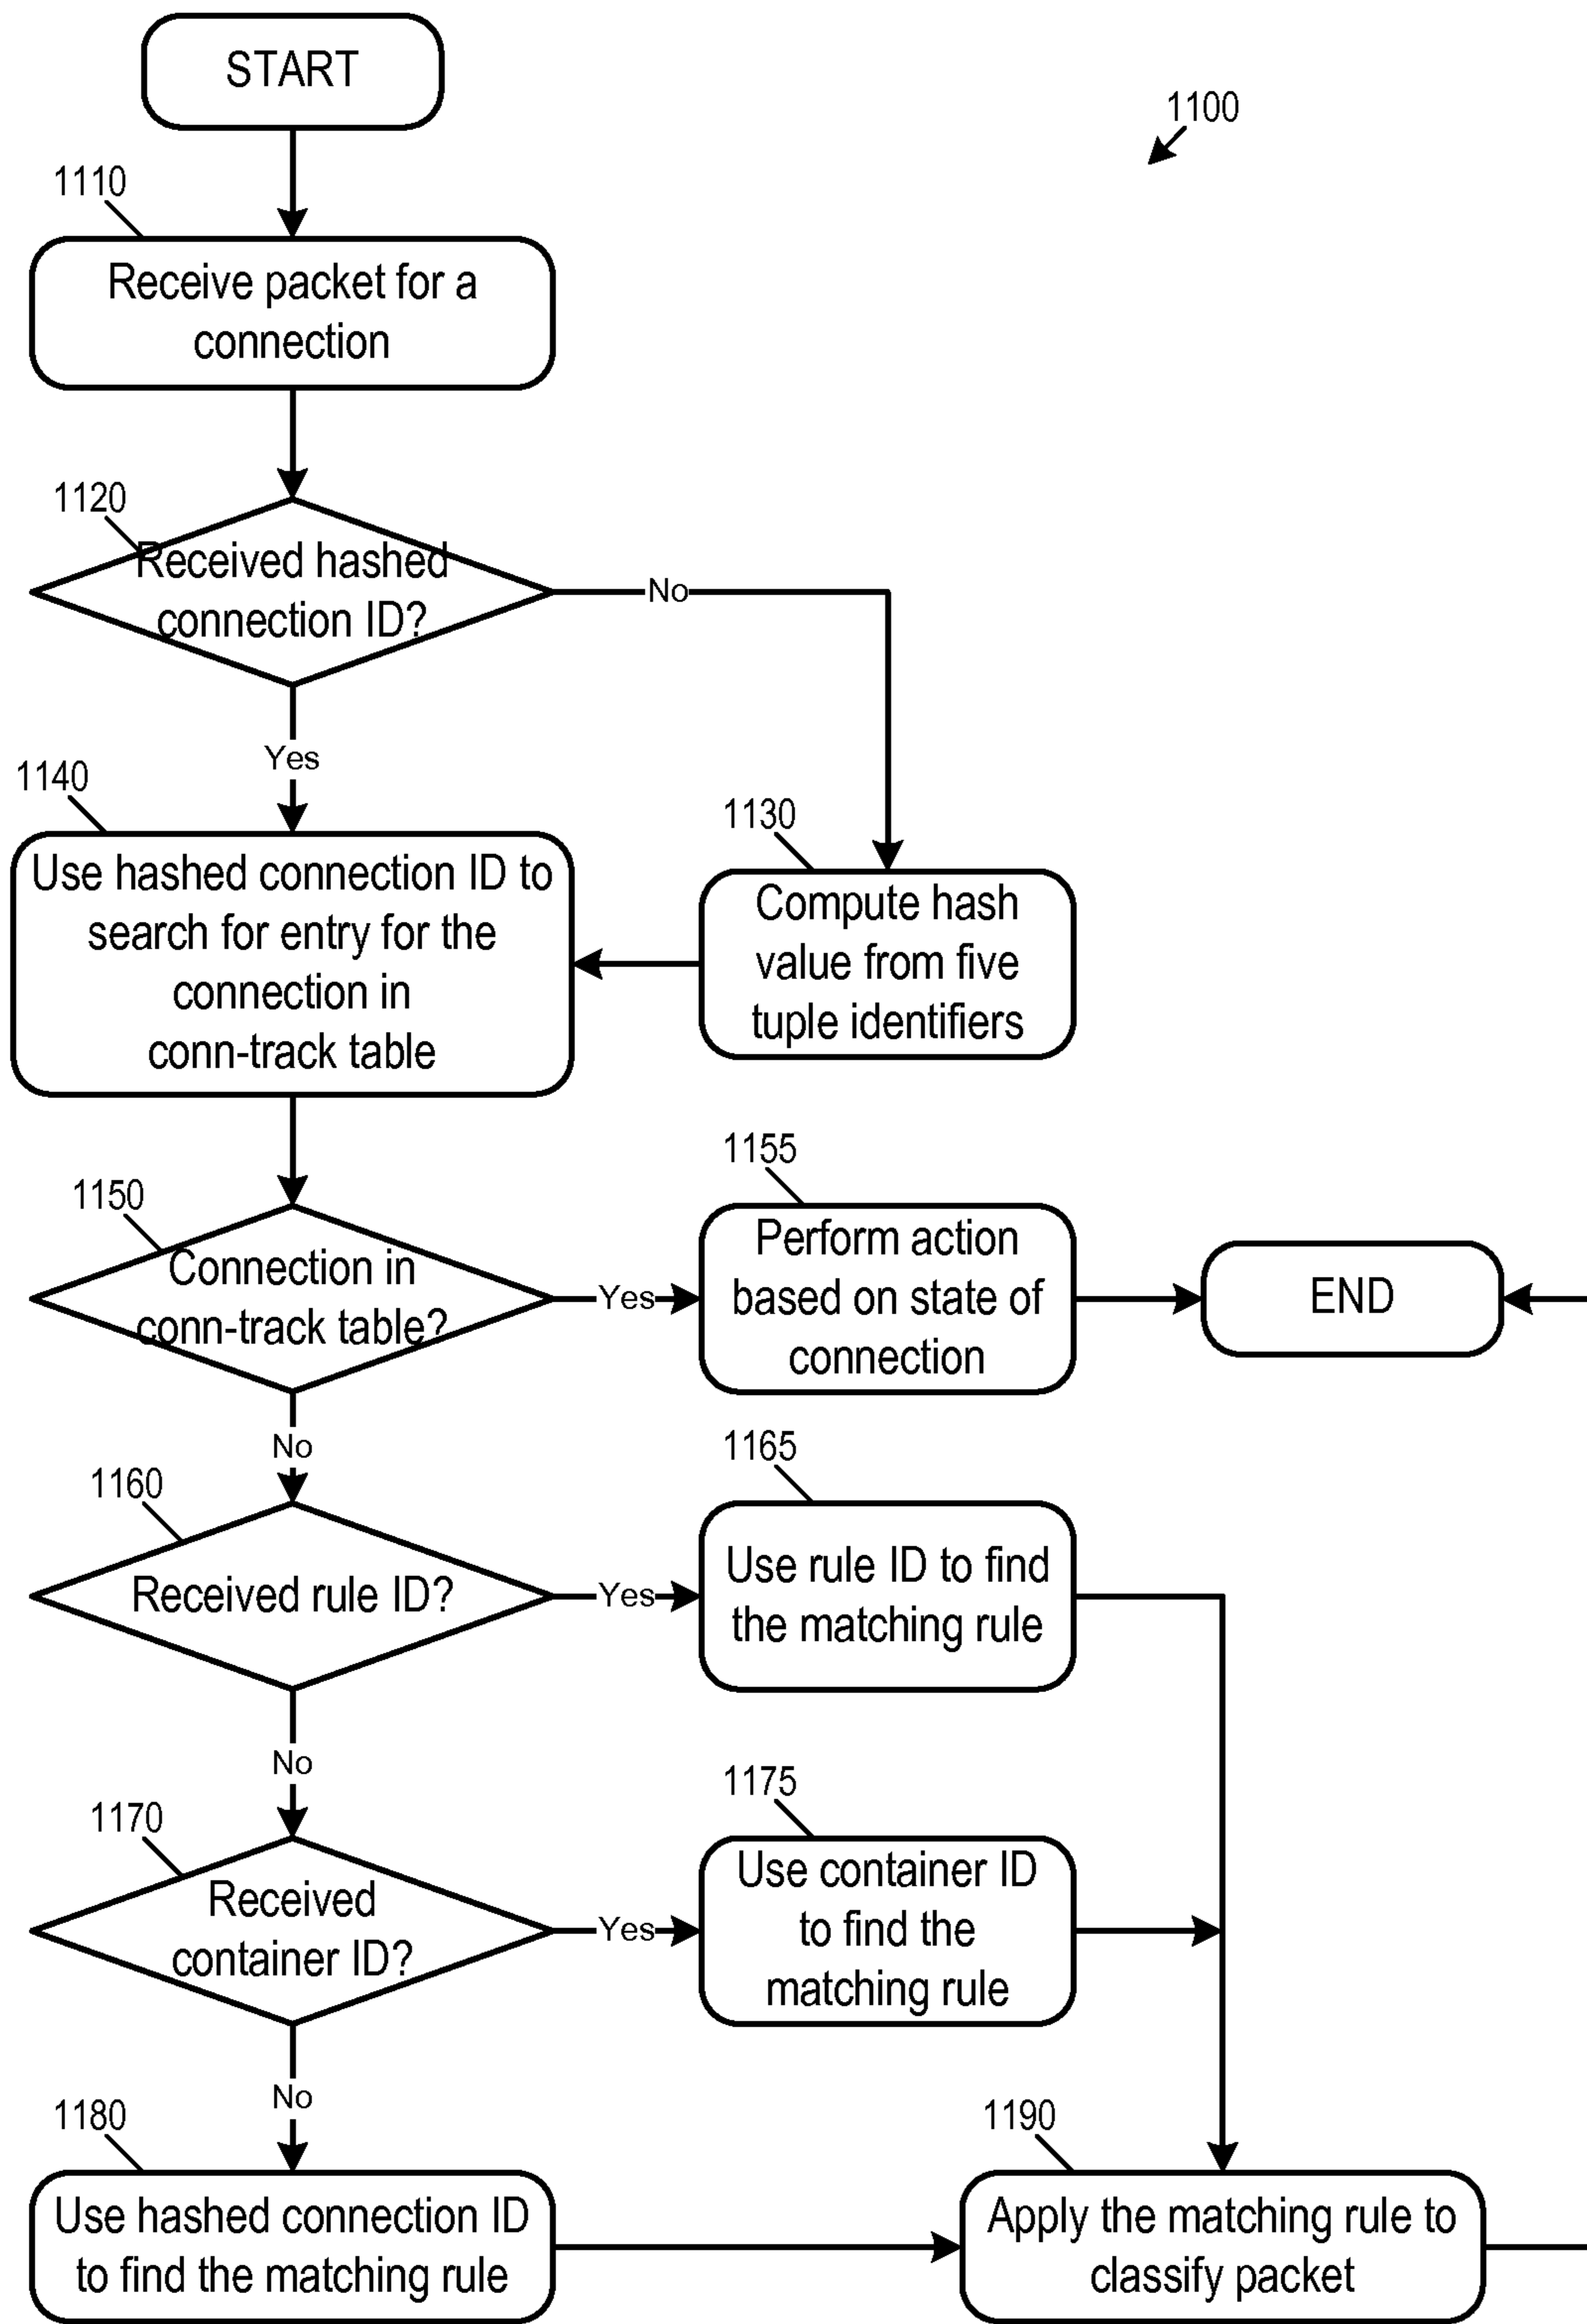 START
1100
1110
Receive packet for a
connection
1120
Received hashed
connection ID?
No
Yes
1140
Use hashed connection ID to
search for entry for the
connection in
conn-track table
1130
Compute hash
value from five
tuple identifiers
1150
Connection in
conn-track table?
Yes
1155
Perform action
based on state of
connection
END
No
1160
Received rule ID?
Yes
1165
Use rule ID to find
the matching rule
No
1170
Received
container ID?
Yes
1175
Use container ID
to find the
matching rule
No
1180
Use hashed connection ID
to find the matching rule
1190
Apply the matching rule to
classify packet